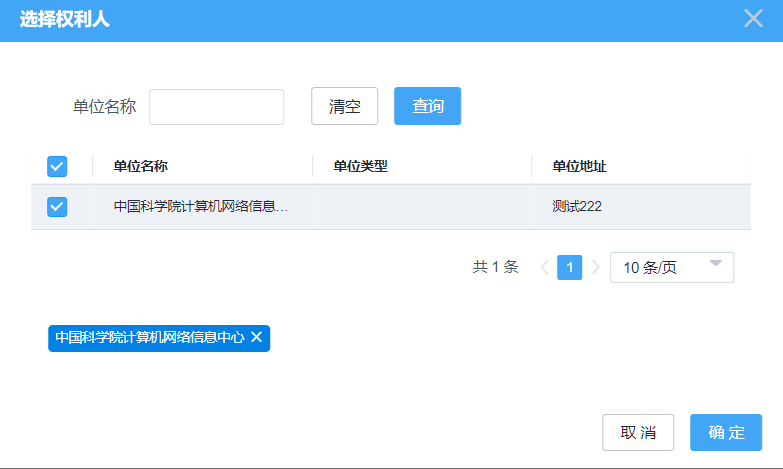 选择权利人
单位名称 清空 查询
单位名称 单位类型 单位地址
中国科学院计算机网络信息... 测试222
共 1 条 1 10 条/页
中国科学院计算机网络信息中心
取 消 确 定